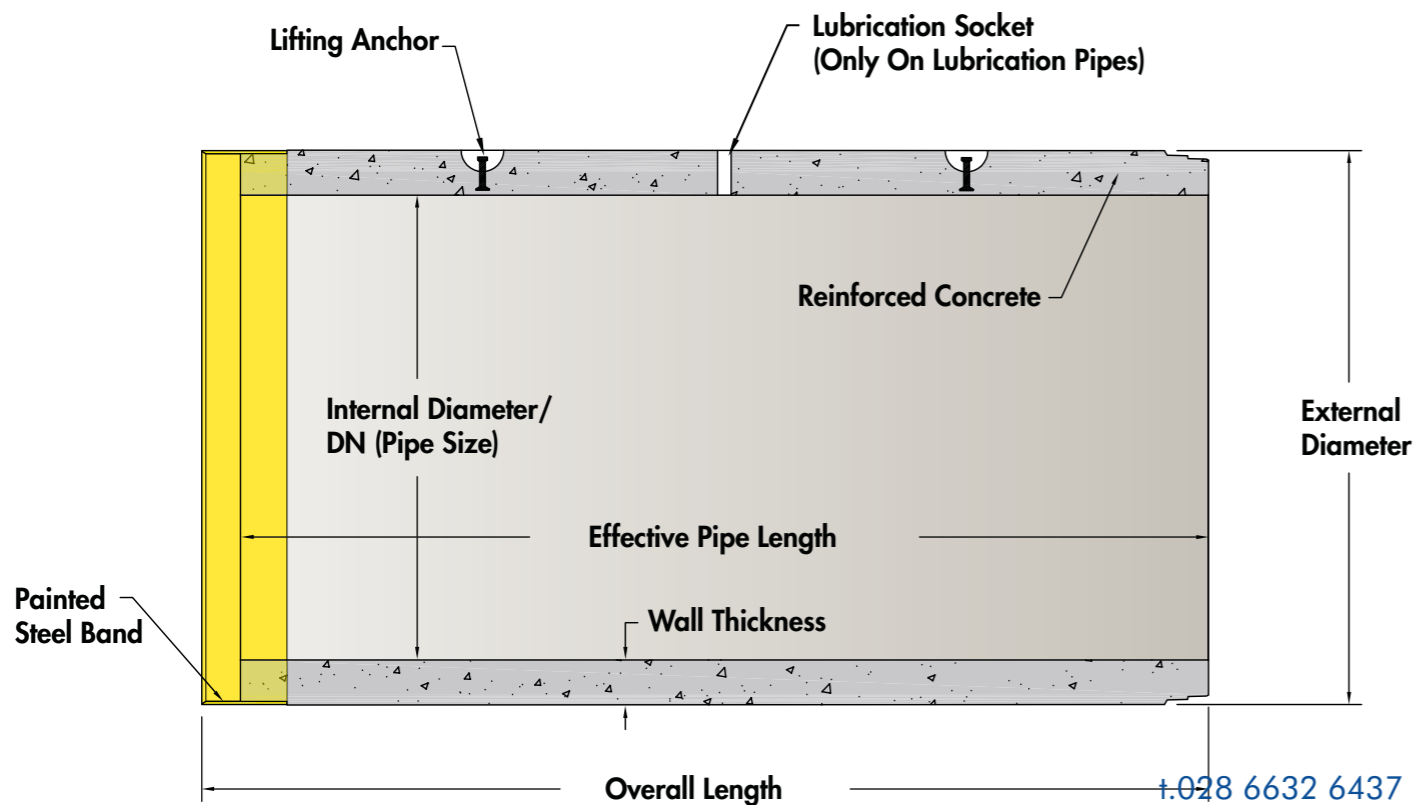 Lifting Anchor
Lubrication Socket
(Only On Lubrication Pipes)
Reinforced Concrete
Internal Diameter/
DN (Pipe Size)
External
Diameter
Effective Pipe Length
Painted
Steel Band
Wall Thickness
Overall Length
t.028 6632 6437